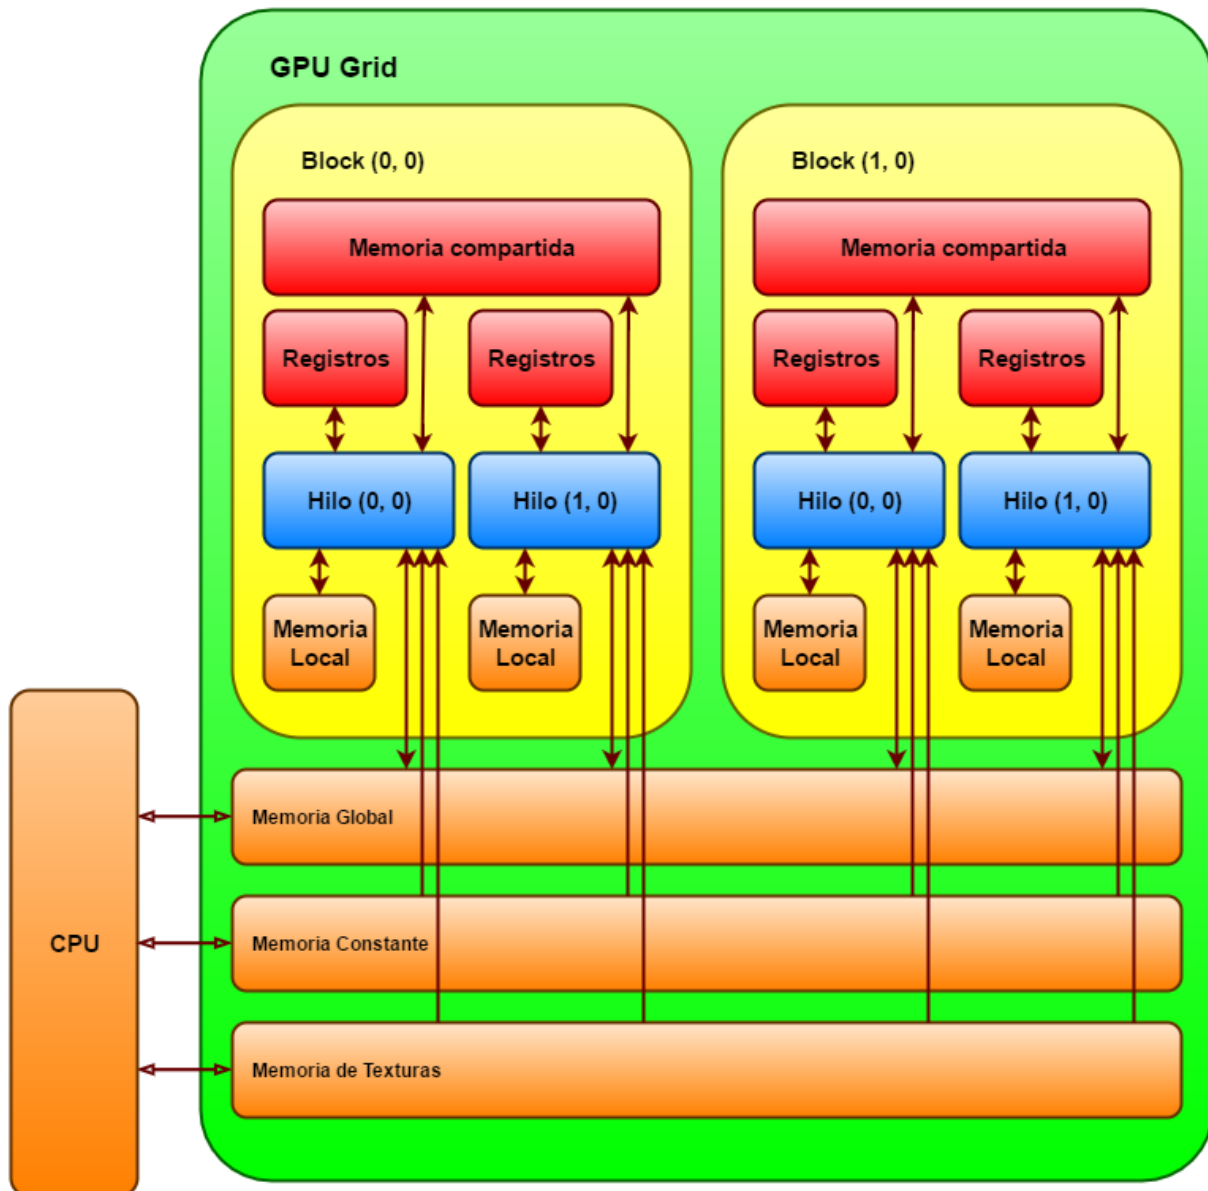 GPU Grid
Block (0, 0)
Memoria compartida
Registros
Registros
Hilo (0, 0)
Hilo (1, 0)
Memoria
Local
Memoria
Local
Block (1, 0)
Memoria compartida
Registros
Registros
Hilo (0, 0)
Hilo (1, 0)
Memoria
Local
Memoria
Local
CPU
Memoria Global
Memoria Constante
Memoria de Texturas